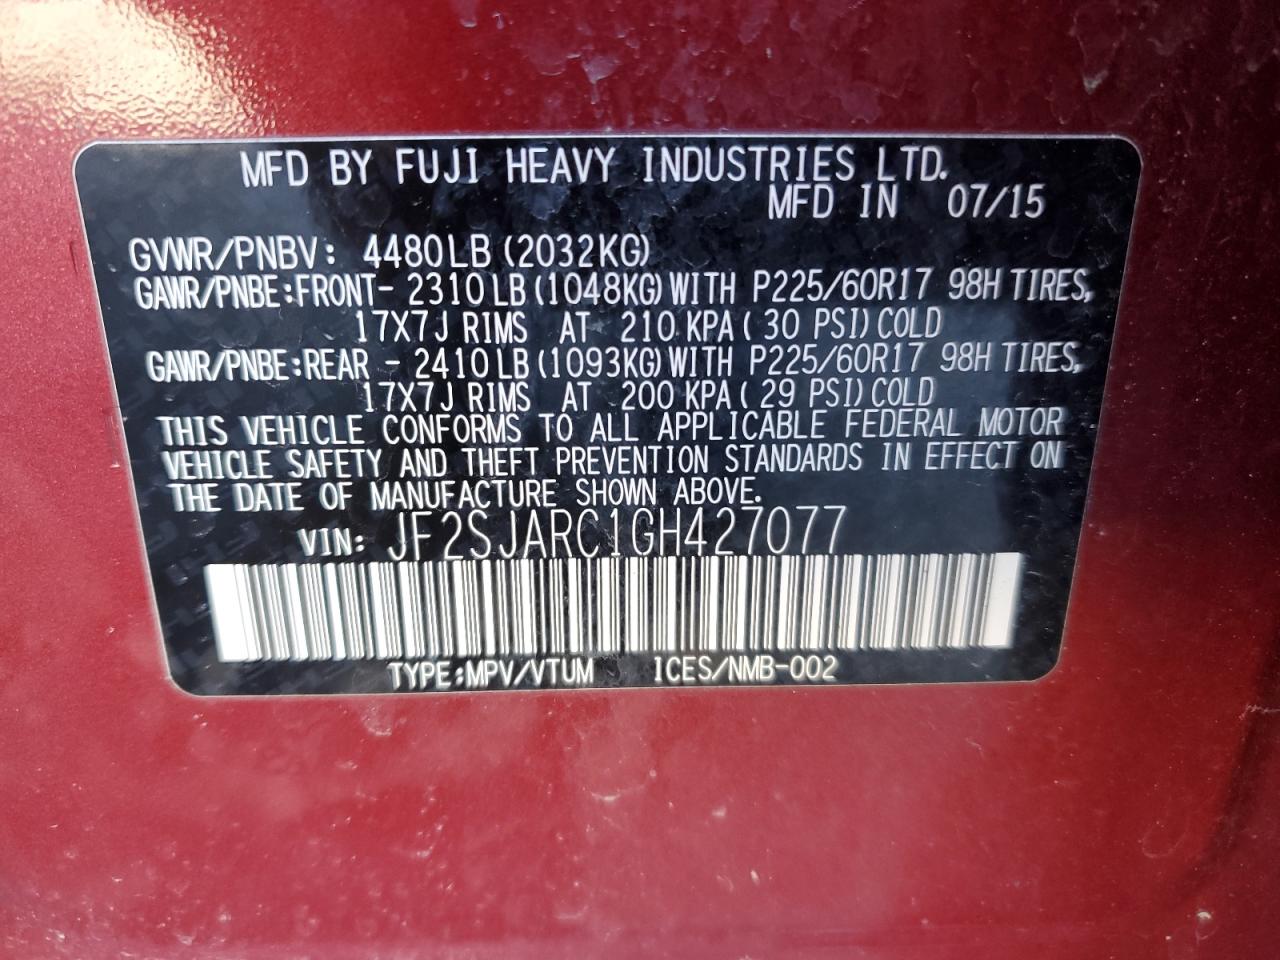 MFD BY FUJI HEAVY INDUSTRIES LTD.
MFD IN 07/15
GVWR/PNBV: 4480LB (2032KG)
GAWR/PNBE:FRONT- 2310LB(1048KG)WITH P225/60R17 98H TIRES,
17X7J RIMS AT 210 KPA( 30 PSI)COLD
GAWR/PNBE:REAR - 2410LB(1093KG)WITH P225/60R17 98H TIRES,
17X7J RIMS AT 200 KPA( 29 PSI)COLD
THIS VEHICLE CONFORMS TO ALL APPLICABLE FEDERAL MOTOR
VEHICLE SAFETY AND THEFT PREVENTION STANDARDS IN EFFECT ON
THE DATE OF MANUFACTURE SHOWN ABOVE.
VIN: JF2SJARC1GH427077
TYPE:MPV/VTUM ICES/NMB-002